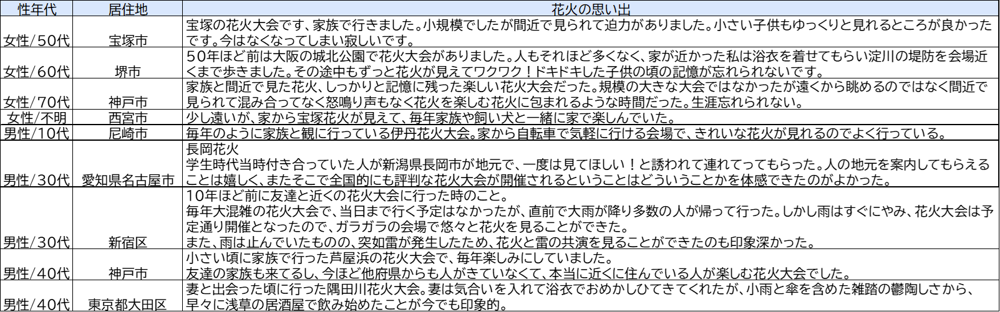 性年代 居住地 花火の思い出
宝塚の花火大会です、家族で行きました。小規模でしたが間近で見られて迫力がありました。小さい子供もゆっくりと見れるところが良かった
女性/50代 宝塚市 です。今はなくなってしまい寂しいです。
50年ほど前は大阪の城北公園で花火大会がありました。人もそれほど多くなく、家が近かった私は浴衣を着せてもらい淀川の堤防を会場近
女性/60代 堺市 くまで歩きました。その途中もずっと花火が見えてワクワク！ドキドキした子供の頃の記憶が忘れられないです。
家族と間近で見た花火、しっかりと記憶に残った楽しい花火大会だった。規模の大きな大会ではなかったが遠くから眺めるのではなく間近で
女性/70代 神戸市 見られて混み合ってなく怒鳴り声もなく花火を楽しむ花火に包まれるような時間だった。生涯忘れられない。
女性/不明 西宮市 少し遠いが、家から宝塚花火が見えて、毎年家族や飼い犬と一緒に家で楽しんでいた。
男性/10代 尼崎市 毎年のように家族と観に行っている伊丹花火大会。家から自転車で気軽に行ける会場で、きれいな花火が見れるのでよく行っている。
長岡花火
学生時代当時付き合っていた人が新潟県長岡市が地元で、一度は見てほしい！と誘われて連れてってもらった。人の地元を案内してもらえる
男性/30代 愛知県名古屋市 ことは嬉しく、またそこで全国的にも評判な花火大会が開催されるということはどういうことかを体感できたのがよかった。
10年ほど前に友達と近くの花火大会に行った時のこと。
毎年大混雑の花火大会で、当日まで行く予定はなかったが、直前で大雨が降り多数の人が帰って行った。しかし雨はすぐにやみ、花火大会は予
定通り開催となったので、ガラガラの会場で悠々と花火を見ることができた。
男性/30代 新宿区 また、雨は止んでいたものの、突如雷が発生したため、花火と雷の共演を見ることができたのも印象深かった。
小さい頃に家族で行った芦屋浜の花火大会で、毎年楽しみにしていました。
男性/40代 神戸市 友達の家族も来てるし、今ほど他府県からも人がきていなくて、本当に近くに住んでいる人が楽しむ花火大会でした。
妻と出会った頃に行った隅田川花火大会。妻は気合いを入れて浴衣でおめかしひてきてくれたが、小雨と傘を含めた雑踏の鬱陶しさから、
男性/40代 東京都大田区 早々に浅草の居酒屋で飲み始めたことが今でも印象的。